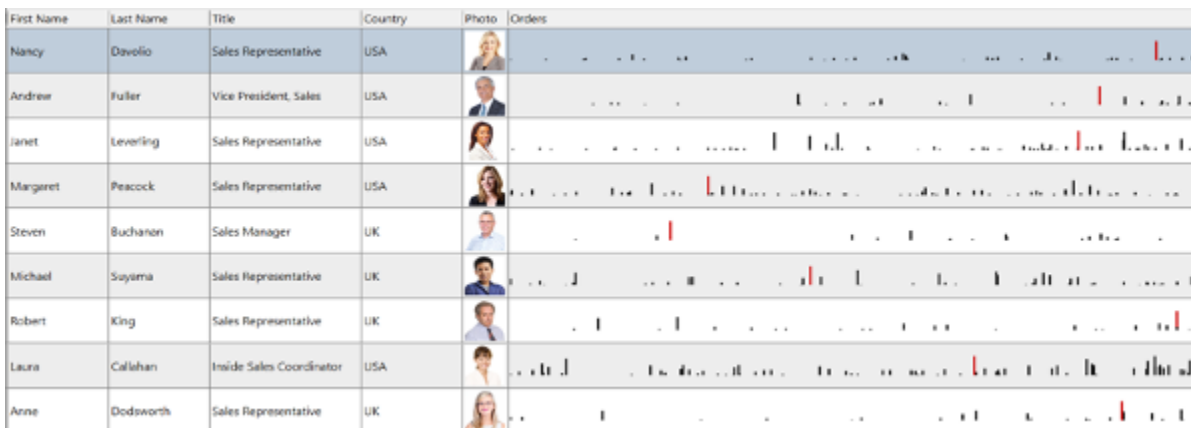 First Name Last Name Title Country Photo Orders
Nancy Davolio Sales Representative USA
Andrew Fuller Vice President, Sales USA
Janet Leverling Sales Representative USA
Margaret Peacock Sales Representative USA
Steven Buchanan Sales Manager UK
Michael Suyama Sales Representative UK
Robert King Sales Representative UK
Laura Callahan Inside Sales Coordinator USA
Anne Dodsworth Sales Representative UK